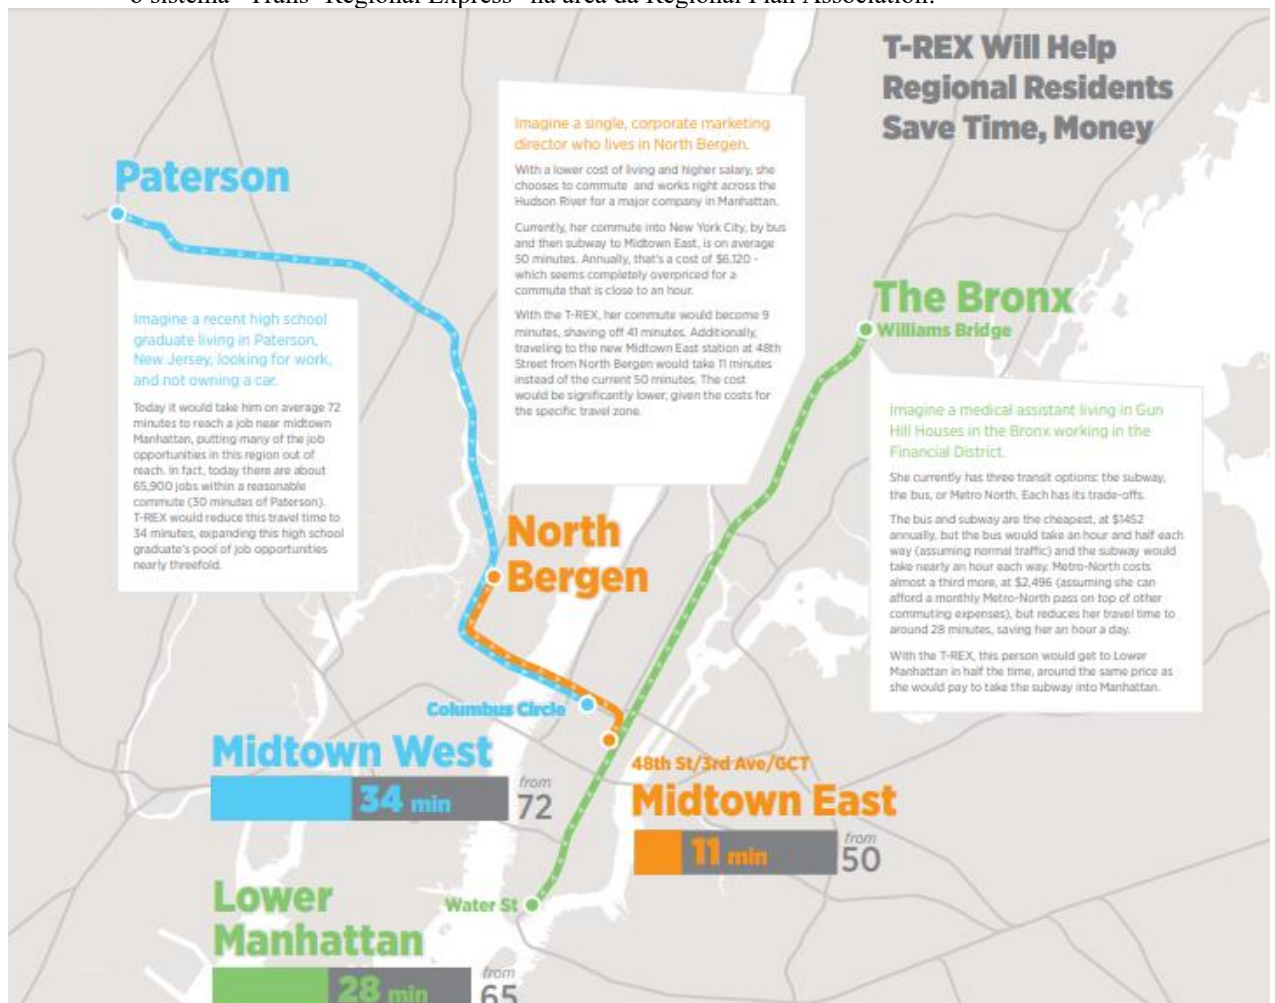 o sistema "Trans- Regional Express" na área da Regional Plan Association.
T-REX Will Help
Regional Residents
Save Time, Money
Imagine a single, corporate marketing
director who lives in North Bergen.
With a lower cost of living and higher salary, she
chooses to commute and works right across the
Hudson River for a major company in Manhattan.
Currently, her commute into New York City, by bus
and then subway to Midtown East, is on average
50 minutes. Annually, that's a cost of $6,120 -
which seems completely overpriced for a
commute that is close to an hour.
With the T-REX, her commute would become 9
minutes, shaving off 41 minutes. Additionally,
traveling to the new Midtown East station at 48th
Street from North Bergen would take 11 minutes
instead of the current 50 minutes. The cost
would be significantly lower, given the costs for
the specific travel zone.
Paterson
Imagine a recent high school
graduate living in Paterson,
New Jersey, looking for work,
and not owning a car.
Today it would take him on average 72
minutes to reach a job near midtown
Manhattan, putting many of the job
opportunities in this region out of
reach. In fact, today there are about
65,900 jobs within a reasonable
commute (30 minutes of Paterson).
T-REX would reduce this travel time to
34 minutes, expanding this high school
graduate's pool of job opportunities
nearly threefold.
The Bronx
Williams Bridge
Imagine a medical assistant living in Gun
Hill Houses in the Bronx working in the
Financial District.
She currently has three transit options: the subway,
the bus, or Metro North. Each has its trade-offs.
The bus and subway are the cheapest, at $1452
annually, but the bus would take an hour and half each
way (assuming normal traffic) and the subway would
take nearly an hour each way. Metro-North costs
almost a third more, at $2,496 (assuming she can
afford a monthly Metro-North pass on top of other
commuting expenses), but reduces her travel time to
around 28 minutes, saving her an hour a day.
With the T-REX, this person would get to Lower
Manhattan in half the time, around the same price as
she would pay to take the subway into Manhattan.
North
Bergen
Columbus Circle
Midtown West
34 min
from
72
48th St/3rd Ave/GCT
Midtown East
11 min
from
50
Water St
Lower
Manhattan
28 min
from
65